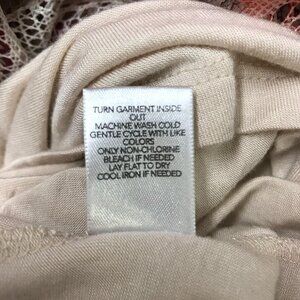 TURN GARMENT INSIDE
OUT
MACHINE WASH COLD
GENTLE CYCLE WITH LIKE
COLORS
ONLY NON-CHLORINE
BLEACH IF NEEDED
LAY FLAT TO DRY
COOL IRON IF NEEDED